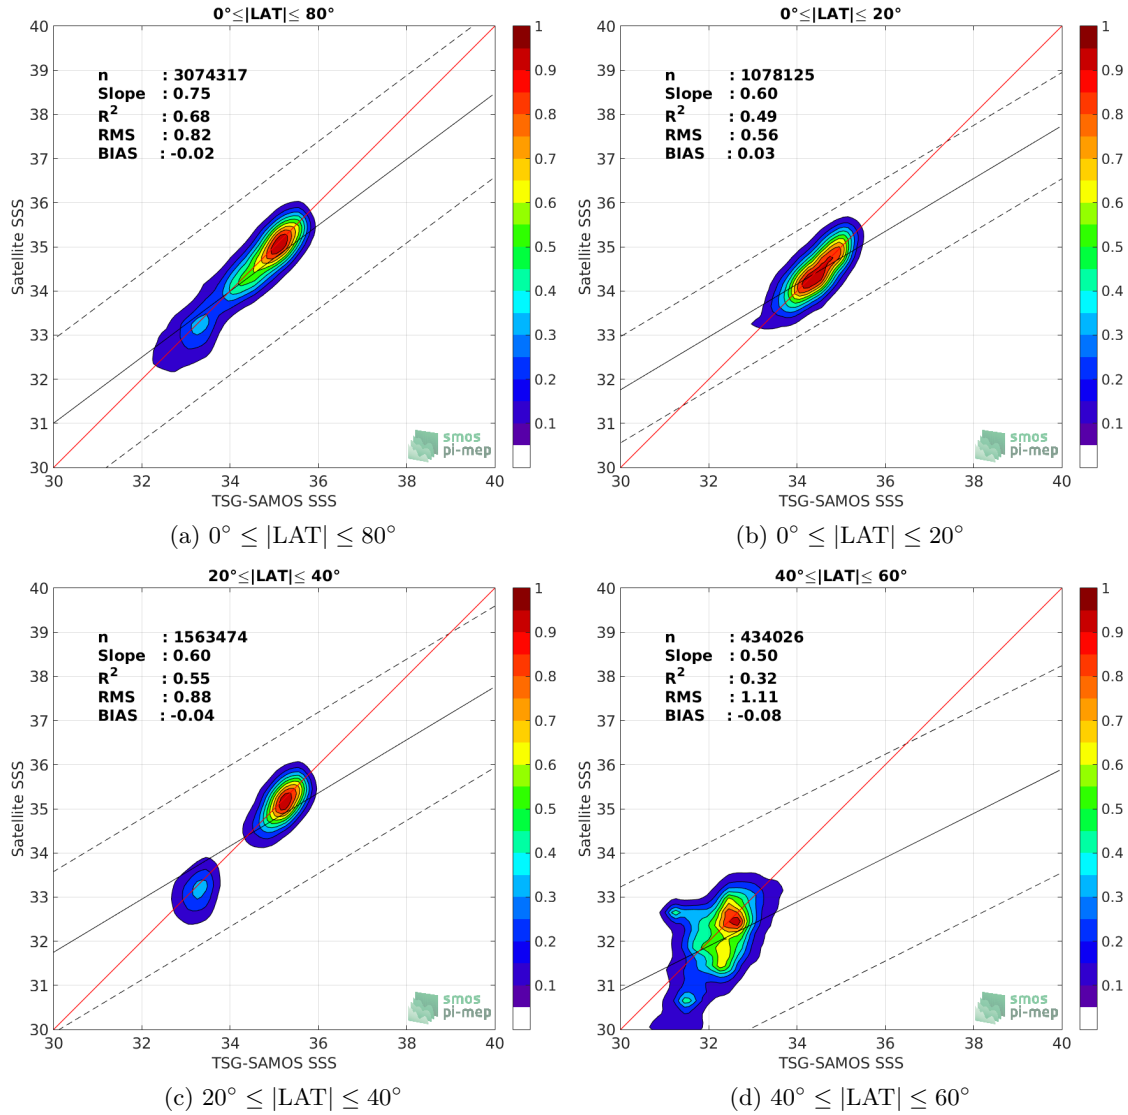 0°≤|LAT|≤ 80°
40
39
38
37
36
35
34
33
32
31
30
Satellite SSS
n : 3074317
Slope : 0.75
R² : 0.68
RMS : 0.82
BIAS : -0.02
smos
pi-mep
30 32 34 36 38 40
TSG-SAMOS SSS
1
0.9
0.8
0.7
0.6
0.5
0.4
0.3
0.2
0.1
(a) 0° ≤ |LAT| ≤ 80°
0°≤|LAT|≤ 20°
40
39
38
37
36
35
34
33
32
31
30
Satellite SSS
n : 1078125
Slope : 0.60
R² : 0.49
RMS : 0.56
BIAS : 0.03
smos
pi-mep
30 32 34 36 38 40
TSG-SAMOS SSS
1
0.9
0.8
0.7
0.6
0.5
0.4
0.3
0.2
0.1
(b) 0° ≤ |LAT| ≤ 20°
20°≤|LAT|≤ 40°
40
39
38
37
36
35
34
33
32
31
30
Satellite SSS
n : 1563474
Slope : 0.60
R² : 0.55
RMS : 0.88
BIAS : -0.04
smos
pi-mep
30 32 34 36 38 40
TSG-SAMOS SSS
1
0.9
0.8
0.7
0.6
0.5
0.4
0.3
0.2
0.1
(c) 20° ≤ |LAT| ≤ 40°
40°≤|LAT|≤ 60°
40
39
38
37
36
35
34
33
32
31
30
Satellite SSS
n : 434026
Slope : 0.50
R² : 0.32
RMS : 1.11
BIAS : -0.08
smos
pi-mep
30 32 34 36 38 40
TSG-SAMOS SSS
1
0.9
0.8
0.7
0.6
0.5
0.4
0.3
0.2
0.1
(d) 40° ≤ |LAT| ≤ 60°